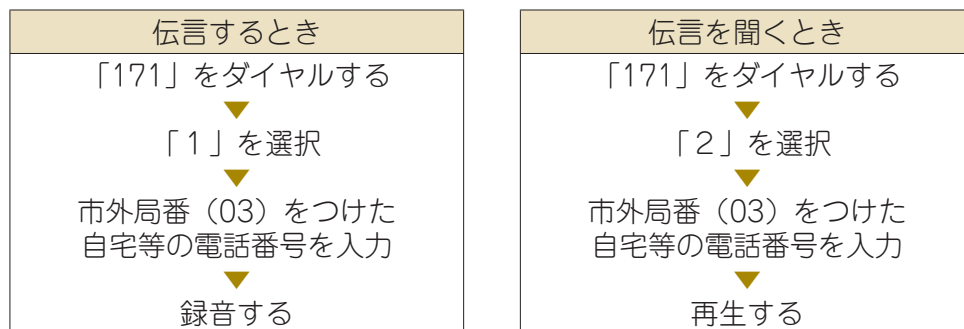 伝言するとき
「171」をダイヤルする
▼
「１」を選択
▼
市外局番（03）をつけた
自宅等の電話番号を入力
▼
録音する
伝言を聞くとき
「171」をダイヤルする
▼
「２」を選択
▼
市外局番（03）をつけた
自宅等の電話番号を入力
▼
再生する